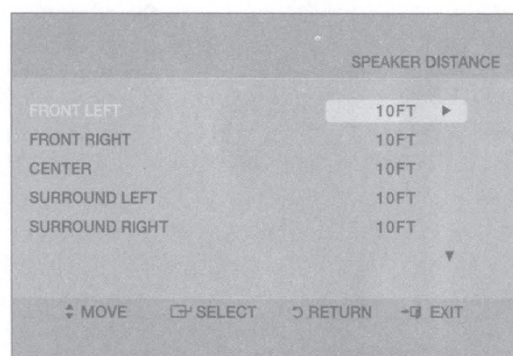 SPEAKER DISTANCE
FRONT LEFT 10FT ►
FRONT RIGHT 10FT
CENTER 10FT
SURROUND LEFT 10FT
SURROUND RIGHT 10FT
▼
MOVE SELECT RETURN EXIT